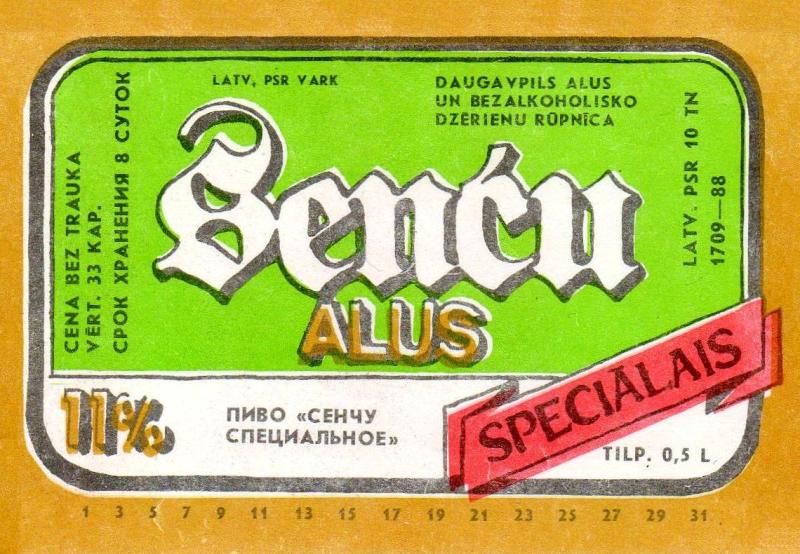 CENA BEZ TRAUKA
VĒRT. 33 KAP.
СРОК ХРАНЕНИЯ 8 СУТОК
LATV, PSR VARK
DAUGAVPILS ALUS
UN BEZALKOHOLISKO
DZĒRIENU RŪPNĪCA
LATV. PSR 10 TN
1709—88
Senću
ALUS
SPECIĀLAIS
11%
ПИВО «СЕНЧУ
СПЕЦИАЛЬНОЕ»
TILP. 0,5 L
1 3 5 7 9 11 13 15 17 19 21 23 25 27 29 31